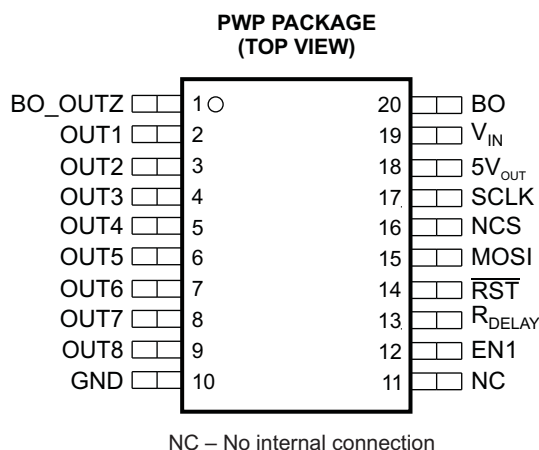 PWP PACKAGE
(TOP VIEW)
BO_OUTZ 1 20 BO
OUT1 2 19 VIN
OUT2 3 18 5VOUT
OUT3 4 17 SCLK
OUT4 5 16 NCS
OUT5 6 15 MOSI
OUT6 7 14 RST
OUT7 8 13 RDELAY
OUT8 9 12 EN1
GND 10 11 NC
NC – No internal connection